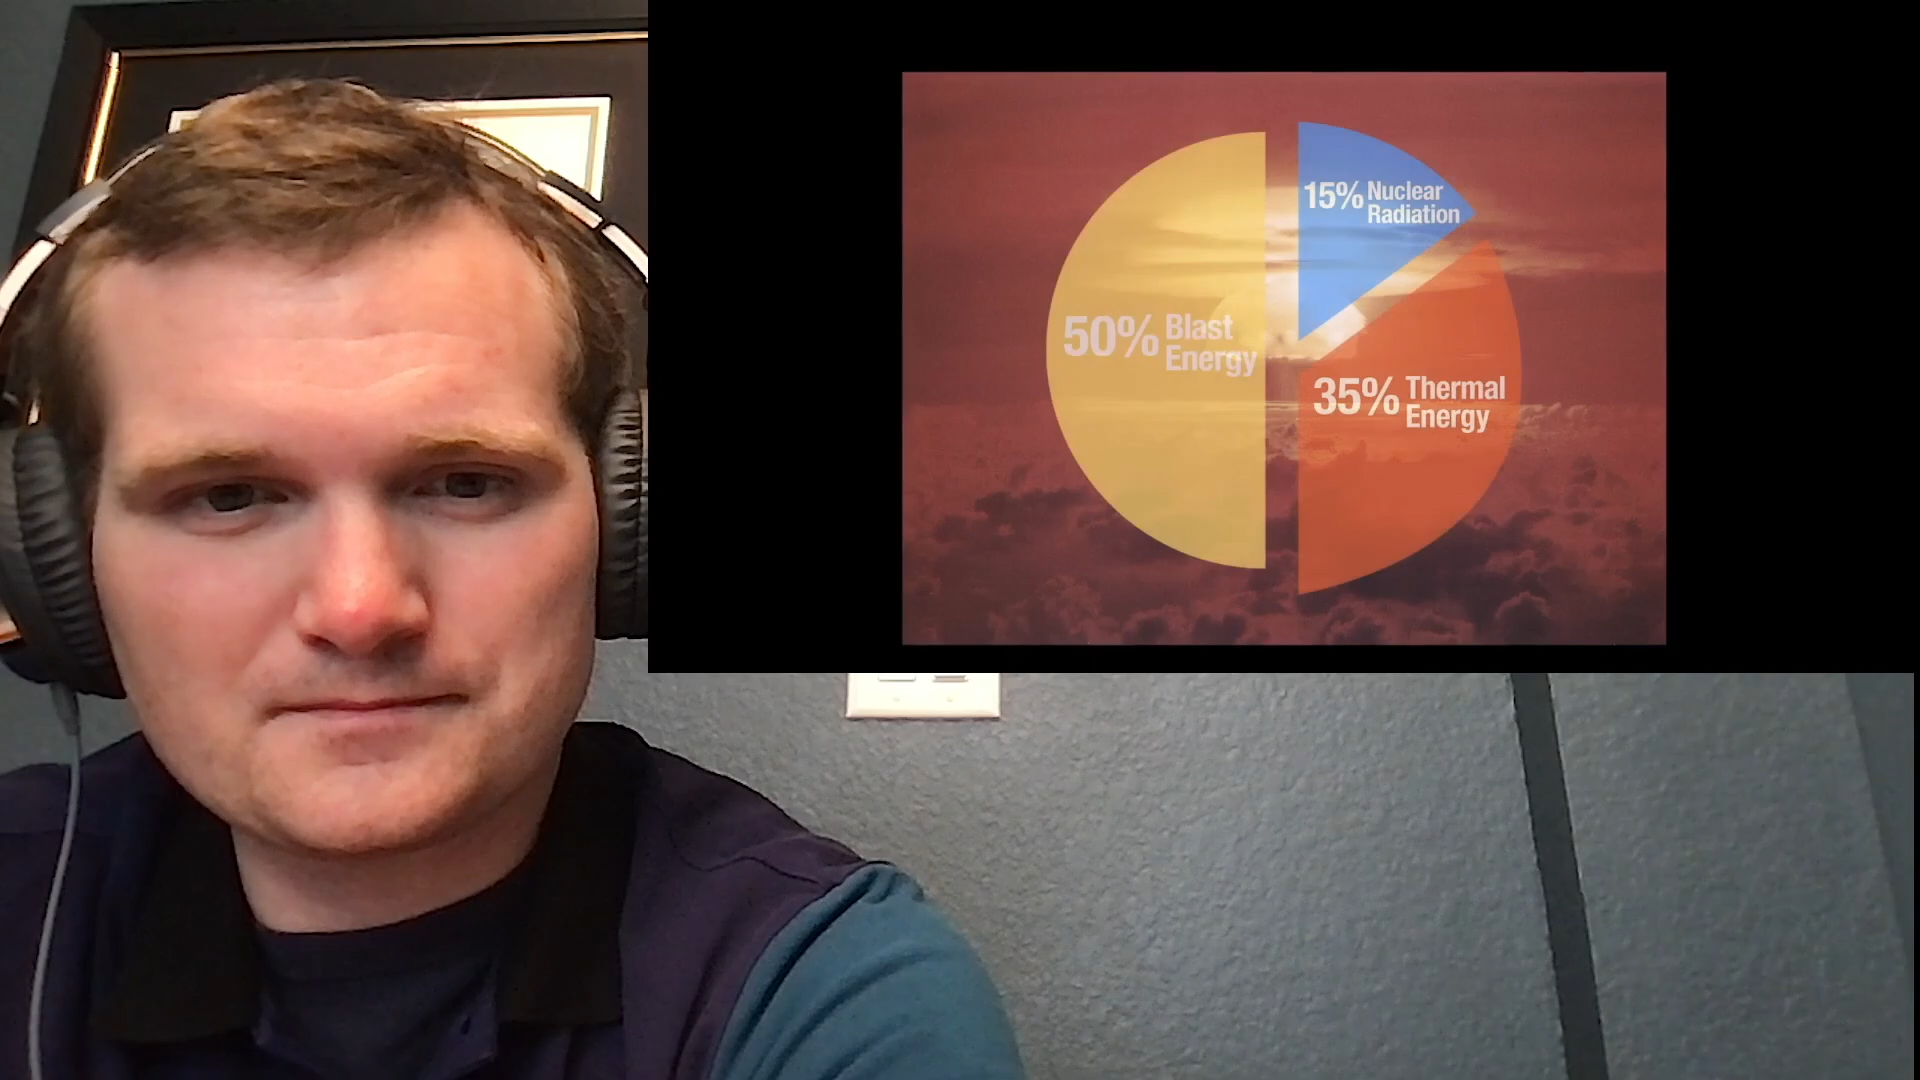 15% Nuclear
Radiation
50% Blast
Energy
35% Thermal
Energy